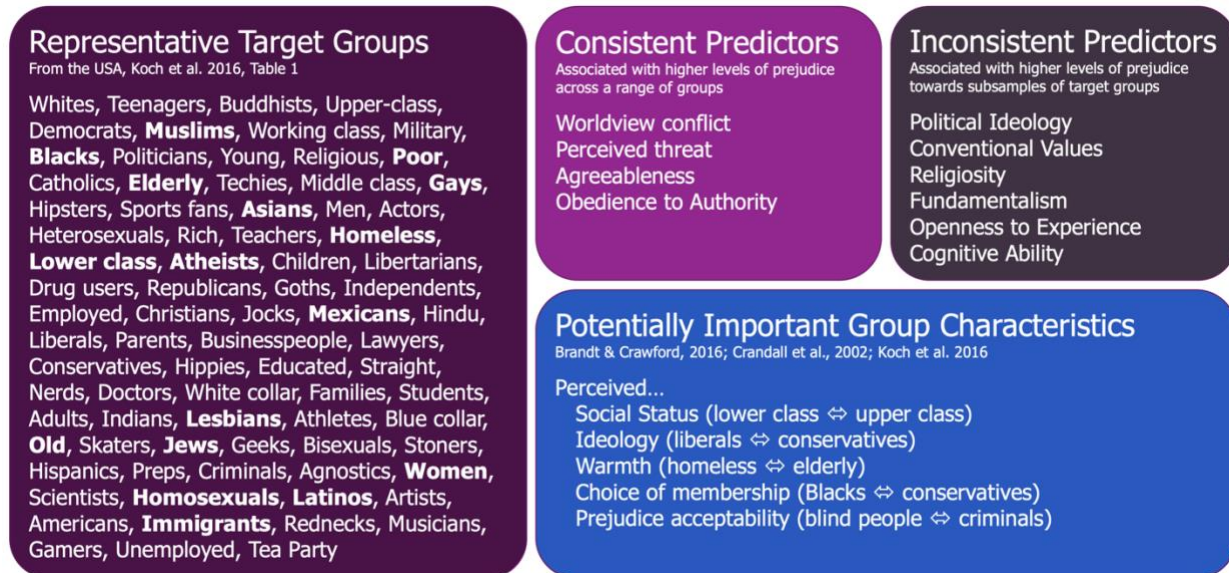 Representative Target Groups
From the USA, Koch et al. 2016, Table 1
Whites, Teenagers, Buddhists, Upper-class,
Democrats, Muslims, Working class, Military,
Blacks, Politicians, Young, Religious, Poor,
Catholics, Elderly, Techies, Middle class, Gays,
Hipsters, Sports fans, Asians, Men, Actors,
Heterosexuals, Rich, Teachers, Homeless,
Lower class, Atheists, Children, Libertarians,
Drug users, Republicans, Goths, Independents,
Employed, Christians, Jocks, Mexicans, Hindu,
Liberals, Parents, Businesspeople, Lawyers,
Conservatives, Hippies, Educated, Straight,
Nerds, Doctors, White collar, Families, Students,
Adults, Indians, Lesbians, Athletes, Blue collar,
Old, Skaters, Jews, Geeks, Bisexuals, Stoners,
Hispanics, Preps, Criminals, Agnostics, Women,
Scientists, Homosexuals, Latinos, Artists,
Americans, Immigrants, Rednecks, Musicians,
Gamers, Unemployed, Tea Party
Consistent Predictors
Associated with higher levels of prejudice
across a range of groups
Worldview conflict
Perceived threat
Agreeableness
Obedience to Authority
Inconsistent Predictors
Associated with higher levels of prejudice
towards subsamples of target groups
Political Ideology
Conventional Values
Religiosity
Fundamentalism
Openness to Experience
Cognitive Ability
Potentially Important Group Characteristics
Brandt & Crawford, 2016; Crandall et al., 2002; Koch et al. 2016
Perceived...
Social Status (lower class ⇔ upper class)
Ideology (liberals ⇔ conservatives)
Warmth (homeless ⇔ elderly)
Choice of membership (Blacks ⇔ conservatives)
Prejudice acceptability (blind people ⇔ criminals)